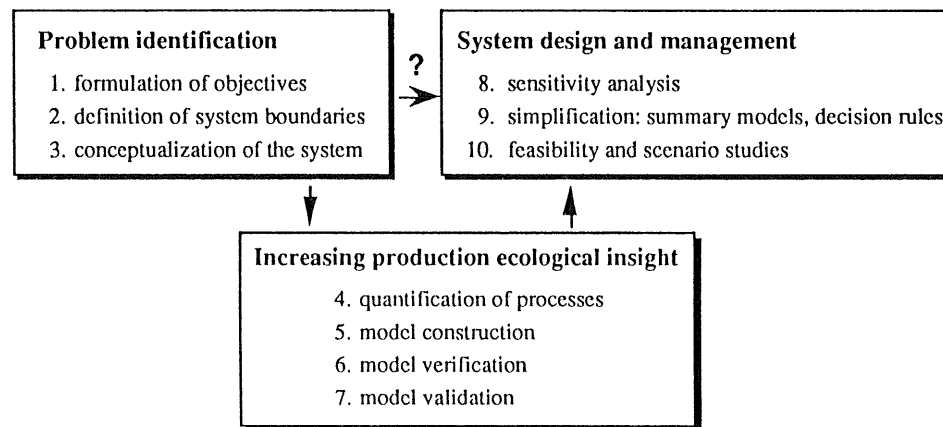 Problem identification
1. formulation of objectives
2. definition of system boundaries
3. conceptualization of the system
?
System design and management
8. sensitivity analysis
9. simplification: summary models, decision rules
10. feasibility and scenario studies
Increasing production ecological insight
4. quantification of processes
5. model construction
6. model verification
7. model validation